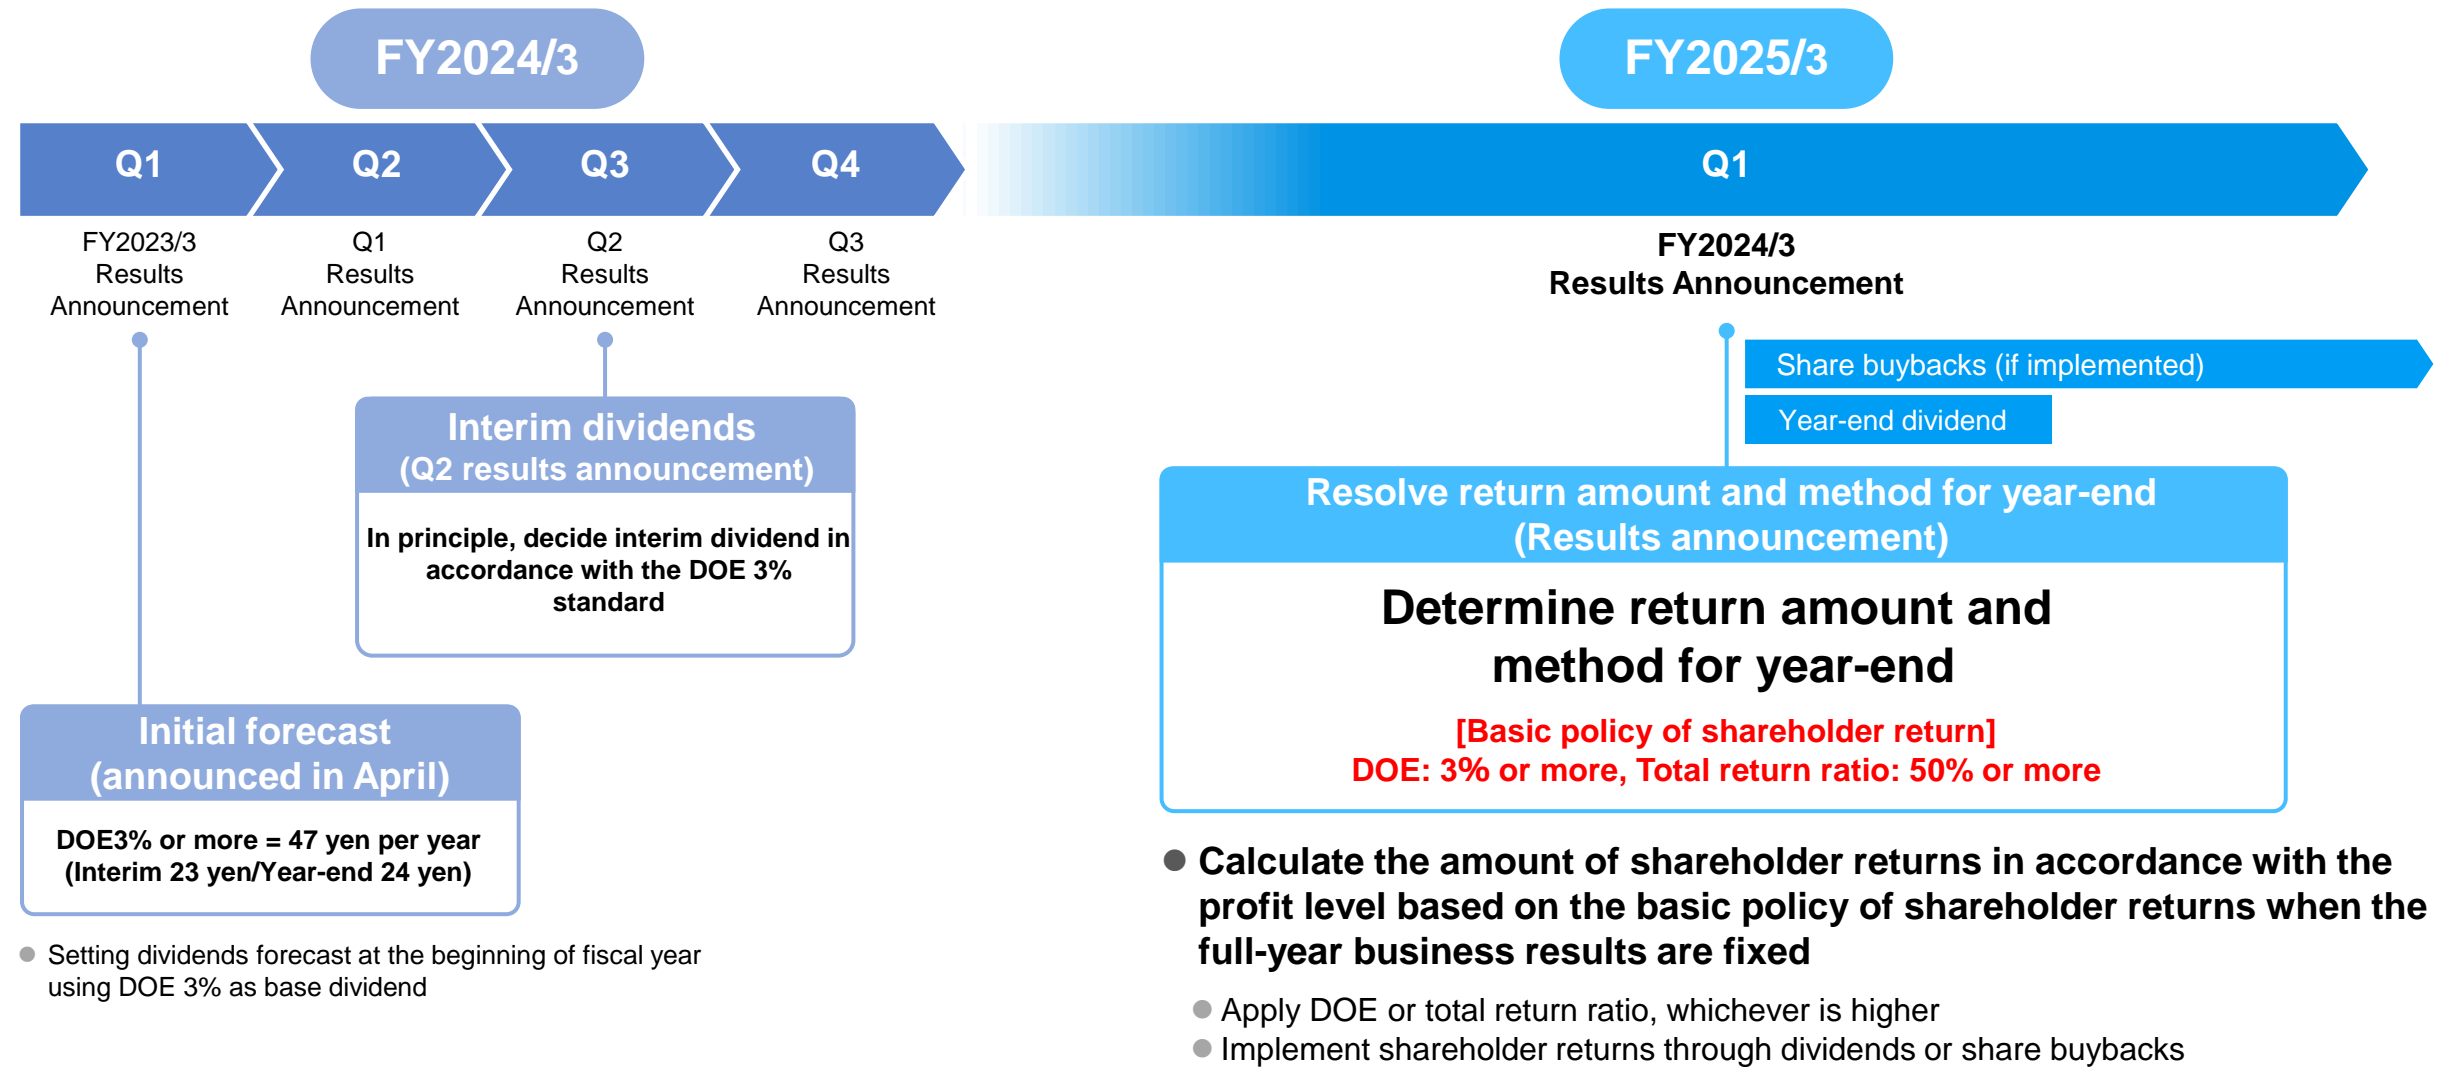 FY2024/3
FY2025/3
Q1
Q2
Q3
Q4
Q1
FY2023/3
Results
Announcement
Q1
Results
Announcement
Q2
Results
Announcement
Q3
Results
Announcement
FY2024/3
Results Announcement
Share buybacks (if implemented)
Year-end dividend
Interim dividends
(Q2 results announcement)
In principle, decide interim dividend in
accordance with the DOE 3%
standard
Initial forecast
(announced in April)
DOE3% or more = 47 yen per year
(Interim 23 yen/Year-end 24 yen)
Setting dividends forecast at the beginning of fiscal year
using DOE 3% as base dividend
Resolve return amount and method for year-end
(Results announcement)
Determine return amount and
method for year-end
[Basic policy of shareholder return]
DOE: 3% or more, Total return ratio: 50% or more
Calculate the amount of shareholder returns in accordance with the
profit level based on the basic policy of shareholder returns when the
full-year business results are fixed
Apply DOE or total return ratio, whichever is higher
Implement shareholder returns through dividends or share buybacks